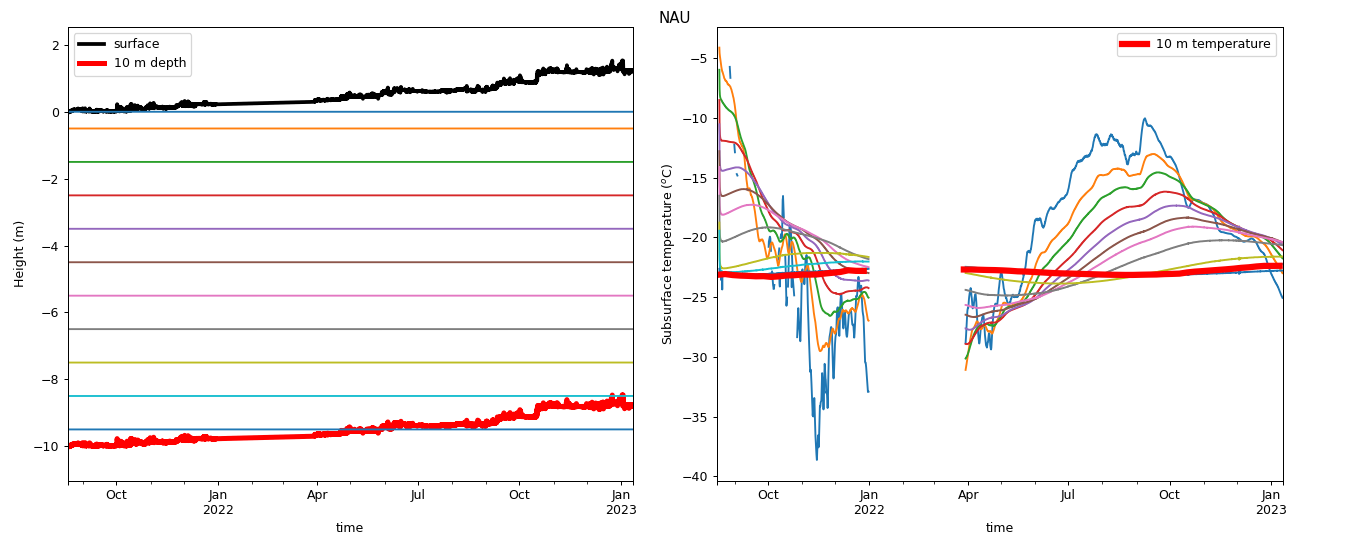 NAU
surface
10 m depth
2
0
−2
−4
−6
−8
−10
Height (m)
Oct
Jan
2022
Apr
Jul
Oct
Jan
2023
time
10 m temperature
−5
−10
−15
−20
−25
−30
−35
−40
Subsurface temperature (°C)
Oct
Jan
2022
Apr
Jul
Oct
Jan
2023
time